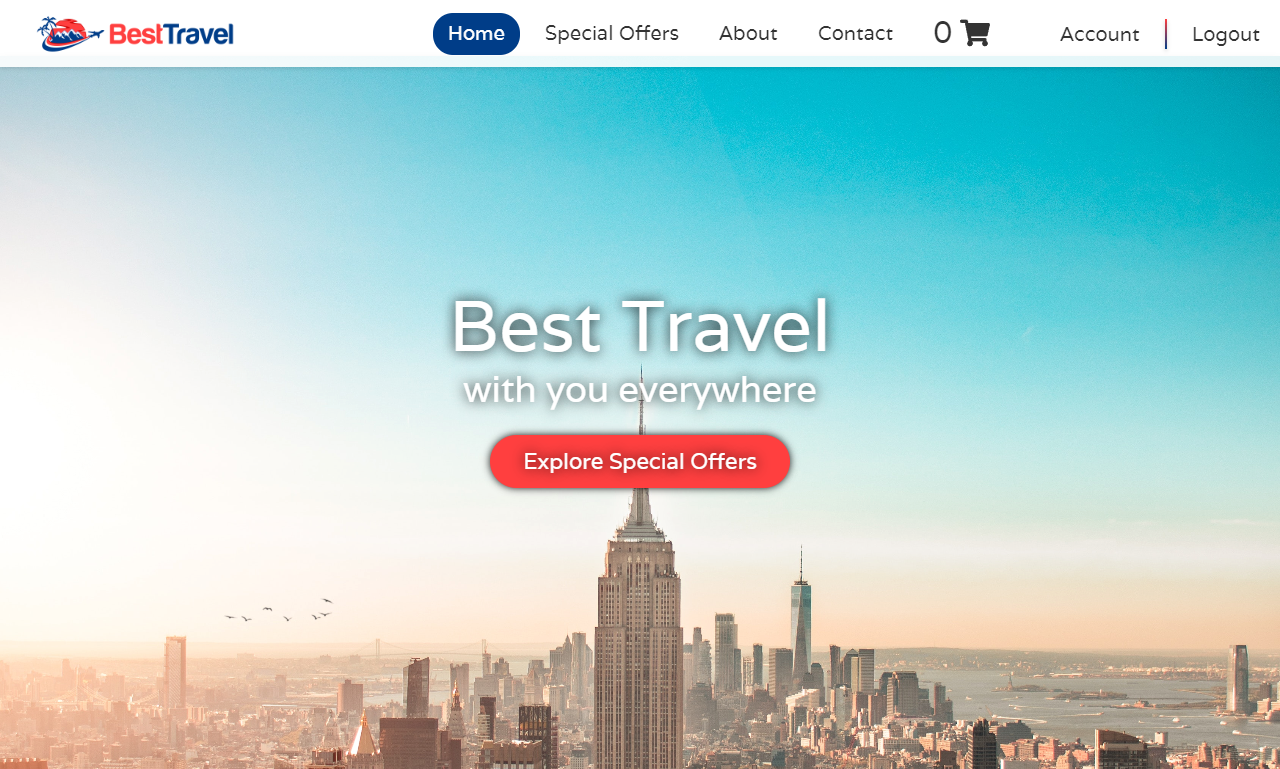 BestTravel
Home Special Offers About Contact 0 Account Logout
Best Travel
with you everywhere
Explore Special Offers